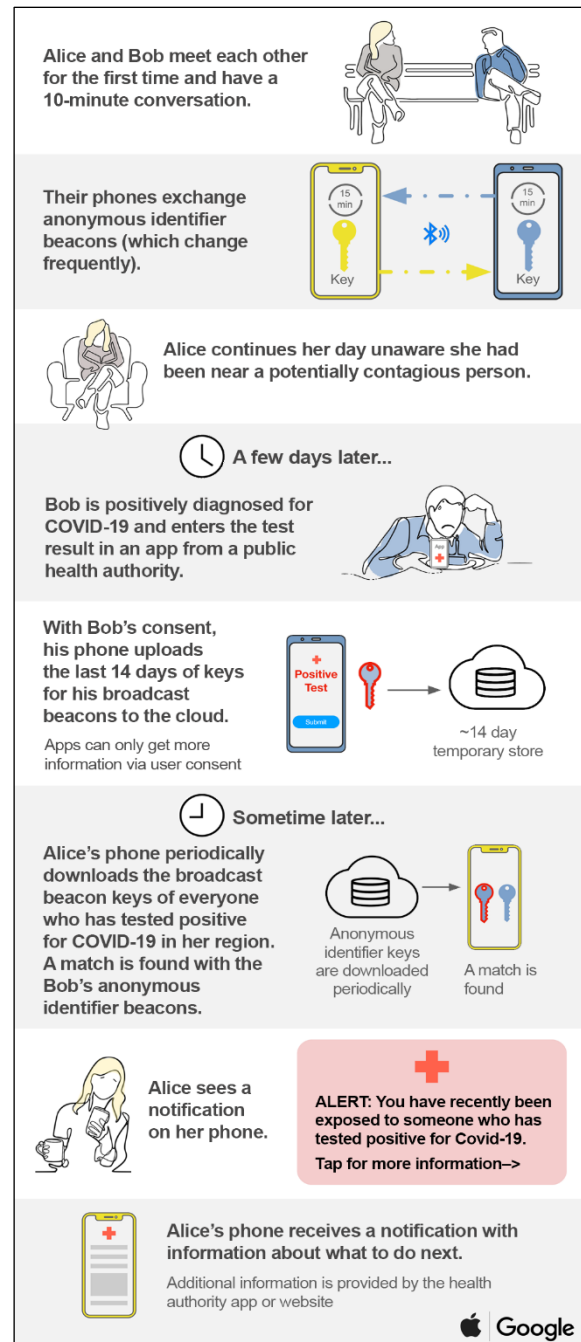 Alice and Bob meet each other
for the first time and have a
10-minute conversation.
Their phones exchange
anonymous identifier
beacons (which change
frequently).
15
min
Key
15
min
Key
Alice continues her day unaware she had
been near a potentially contagious person.
A few days later...
Bob is positively diagnosed for
COVID-19 and enters the test
result in an app from a public
health authority.
App
With Bob’s consent,
his phone uploads
the last 14 days of keys
for his broadcast
beacons to the cloud.
Apps can only get more
information via user consent
Positive
Test
Submit
~14 day
temporary store
Sometime later...
Alice’s phone periodically
downloads the broadcast
beacon keys of everyone
who has tested positive
for COVID-19 in her region.
A match is found with the
Bob’s anonymous
identifier beacons.
Anonymous
identifier keys
are downloaded
periodically
A match is
found
Alice sees a
notification
on her phone.
ALERT: You have recently been
exposed to someone who has
tested positive for Covid-19.
Tap for more information–>
Alice’s phone receives a notification with
information about what to do next.
Additional information is provided by the health
authority app or website
Google